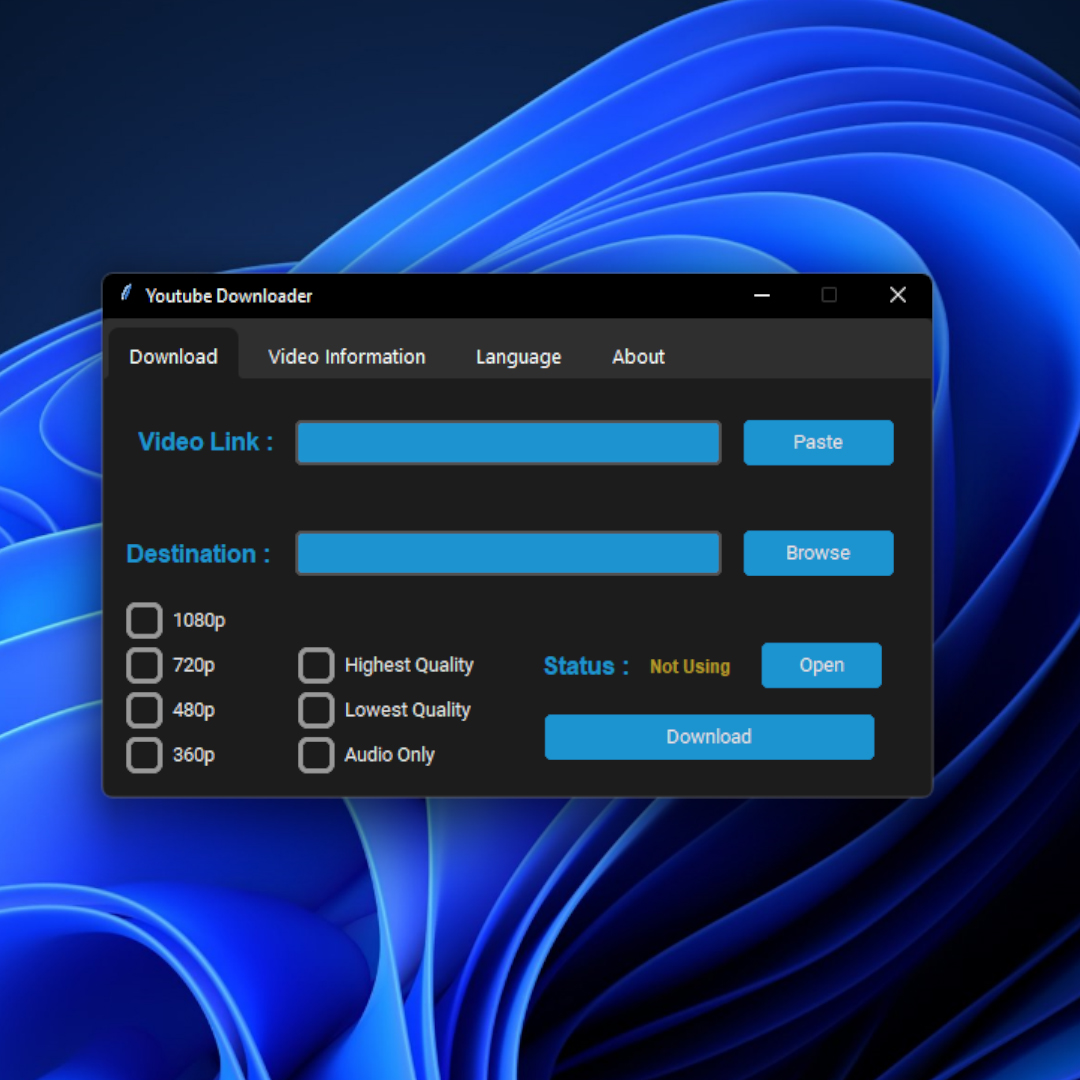 Youtube Downloader
Download Video Information Language About
Video Link : Paste
Destination : Browse
1080p
720p Highest Quality Status : Not Using Open
480p Lowest Quality
Download
360p Audio Only